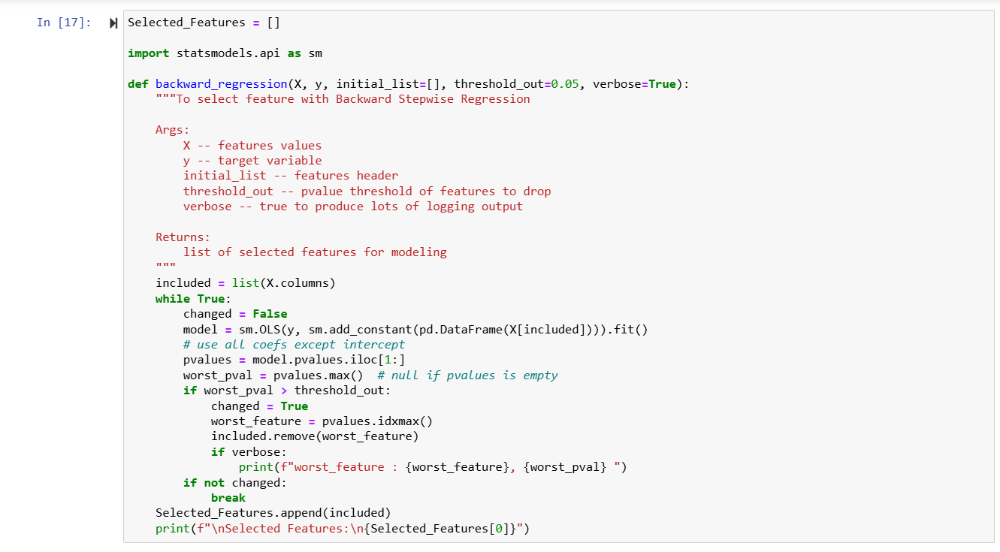 In [17]: Selected_Features = []
import statsmodels.api as sm
def backward_regression(X, y, initial_list=[], threshold_out=0.05, verbose=True):
    """To select feature with Backward Stepwise Regression
    Args:
        X -- features values
        y -- target variable
        initial_list -- features header
        threshold_out -- pvalue threshold of features to drop
        verbose -- true to produce lots of logging output
    Returns:
        list of selected features for modeling
    """
    included = list(X.columns)
    while True:
        changed = False
        model = sm.OLS(y, sm.add_constant(pd.DataFrame(X[included]))).fit()
        # use all coefs except intercept
        pvalues = model.pvalues.iloc[1:]
        worst_pval = pvalues.max()  # null if pvalues is empty
        if worst_pval > threshold_out:
            changed = True
            worst_feature = pvalues.idxmax()
            included.remove(worst_feature)
            if verbose:
                print(f"worst_feature : {worst_feature}, {worst_pval} ")
        if not changed:
            break
    Selected_Features.append(included)
    print(f"\nSelected Features:\n{Selected_Features[0]}")